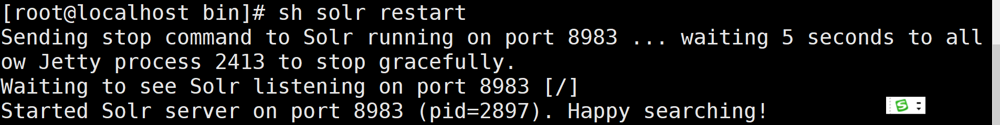 [root@localhost bin]# sh solr restart
Sending stop command to Solr running on port 8983 ... waiting 5 seconds to all
ow Jetty process 2413 to stop gracefully.
Waiting to see Solr listening on port 8983 [/]
Started Solr server on port 8983 (pid=2897). Happy searching!